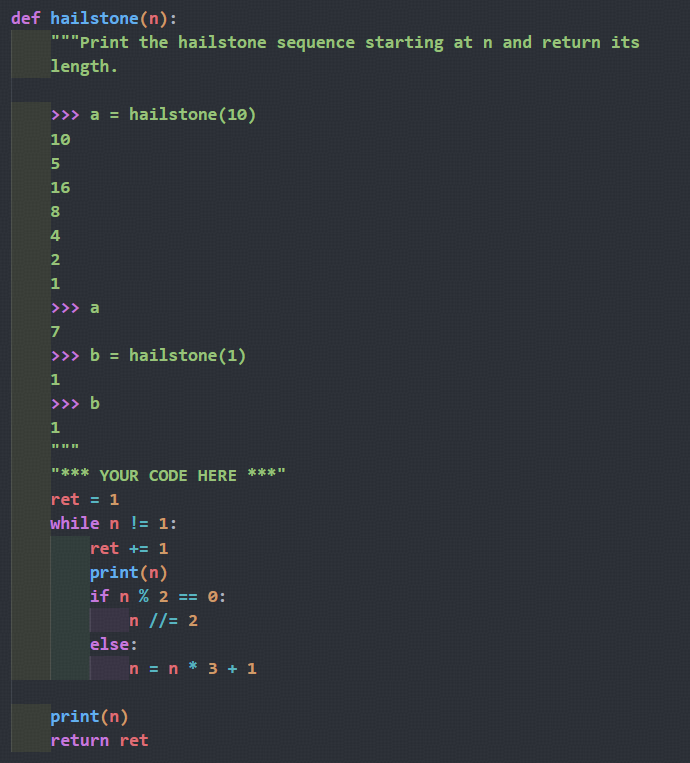 def hailstone(n):
    """Print the hailstone sequence starting at n and return its
    length.

    >>> a = hailstone(10)
    10
    5
    16
    8
    4
    2
    1
    >>> a
    7
    >>> b = hailstone(1)
    1
    >>> b
    1
    """
    "*** YOUR CODE HERE ***"
    ret = 1
    while n != 1:
        ret += 1
        print(n)
        if n % 2 == 0:
            n //= 2
        else:
            n = n * 3 + 1

    print(n)
    return ret